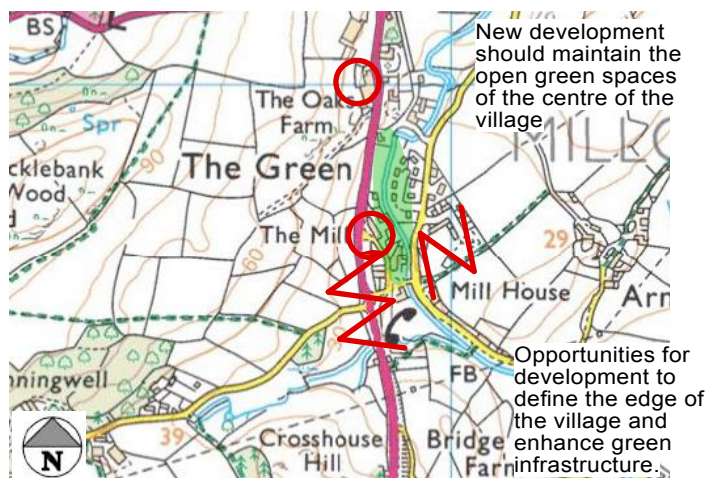 BS
New development
should maintain the
open green spaces
of the centre of the
village
The Oaks
Farm
Spr
90
The Green
MILLO
cklebank
Wood
d
The Mill
60
29
Mill House
Arn
nningwell
FB
Opportunities for
development to
define the edge of
the village and
enhance green
infrastructure.
39
N
Crosshouse
Hill
Bridge
Farm